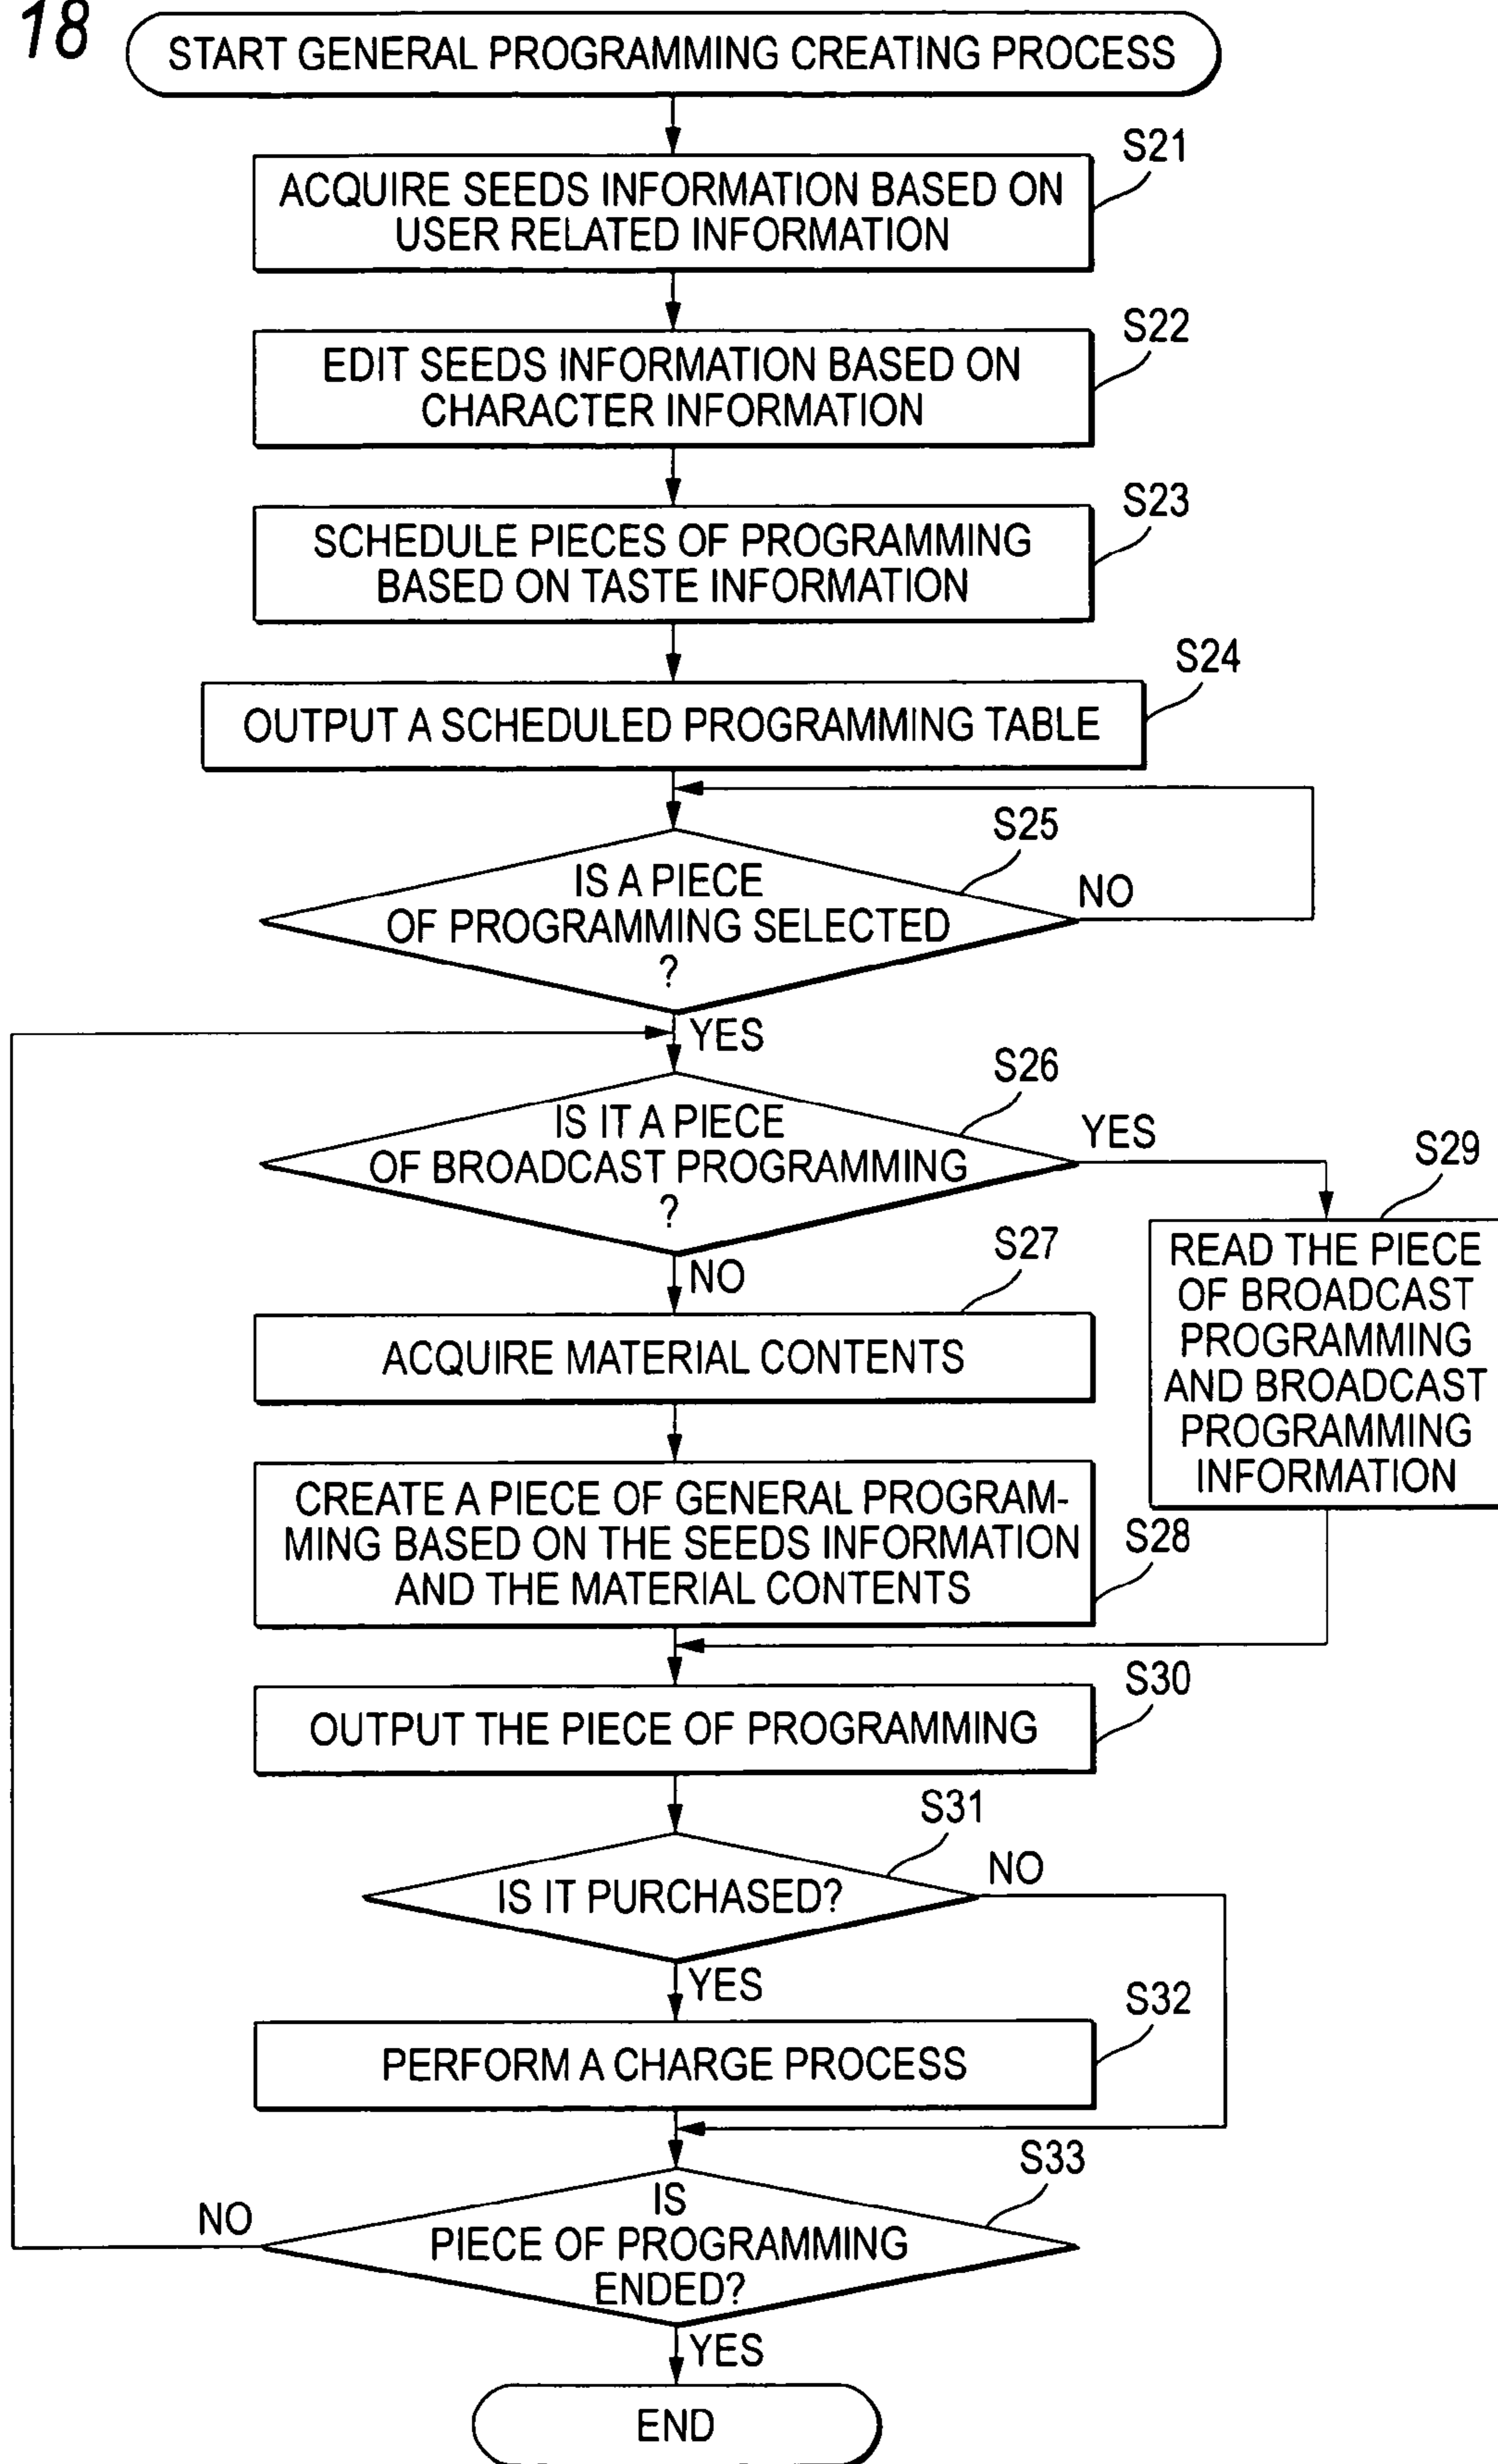 18
START GENERAL PROGRAMMING CREATING PROCESS
S21
ACQUIRE SEEDS INFORMATION BASED ON
USER RELATED INFORMATION
S22
EDIT SEEDS INFORMATION BASED ON
CHARACTER INFORMATION
S23
SCHEDULE PIECES OF PROGRAMMING
BASED ON TASTE INFORMATION
S24
OUTPUT A SCHEDULED PROGRAMMING TABLE
S25
IS A PIECE
OF PROGRAMMING SELECTED
?
NO
YES
S26
IS IT A PIECE
OF BROADCAST PROGRAMMING
?
YES
NO
S29
READ THE PIECE
OF BROADCAST
PROGRAMMING
AND BROADCAST
PROGRAMMING
INFORMATION
S27
ACQUIRE MATERIAL CONTENTS
CREATE A PIECE OF GENERAL PROGRAM-
MING BASED ON THE SEEDS INFORMATION
AND THE MATERIAL CONTENTS
S28
S30
OUTPUT THE PIECE OF PROGRAMMING
S31
IS IT PURCHASED?
NO
YES
S32
PERFORM A CHARGE PROCESS
S33
IS
PIECE OF PROGRAMMING
ENDED?
NO
YES
END